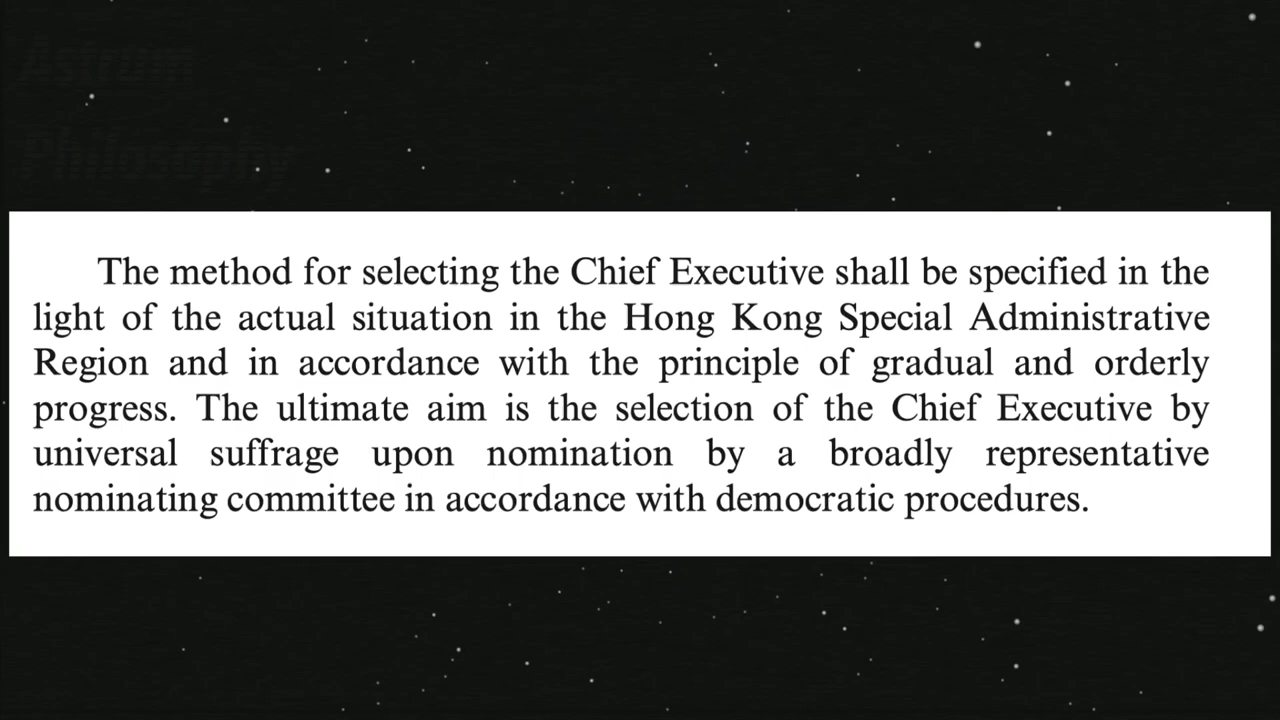 Astrum
Philosophy
The method for selecting the Chief Executive shall be specified in the
light of the actual situation in the Hong Kong Special Administrative
Region and in accordance with the principle of gradual and orderly
progress. The ultimate aim is the selection of the Chief Executive by
universal suffrage upon nomination by a broadly representative
nominating committee in accordance with democratic procedures.